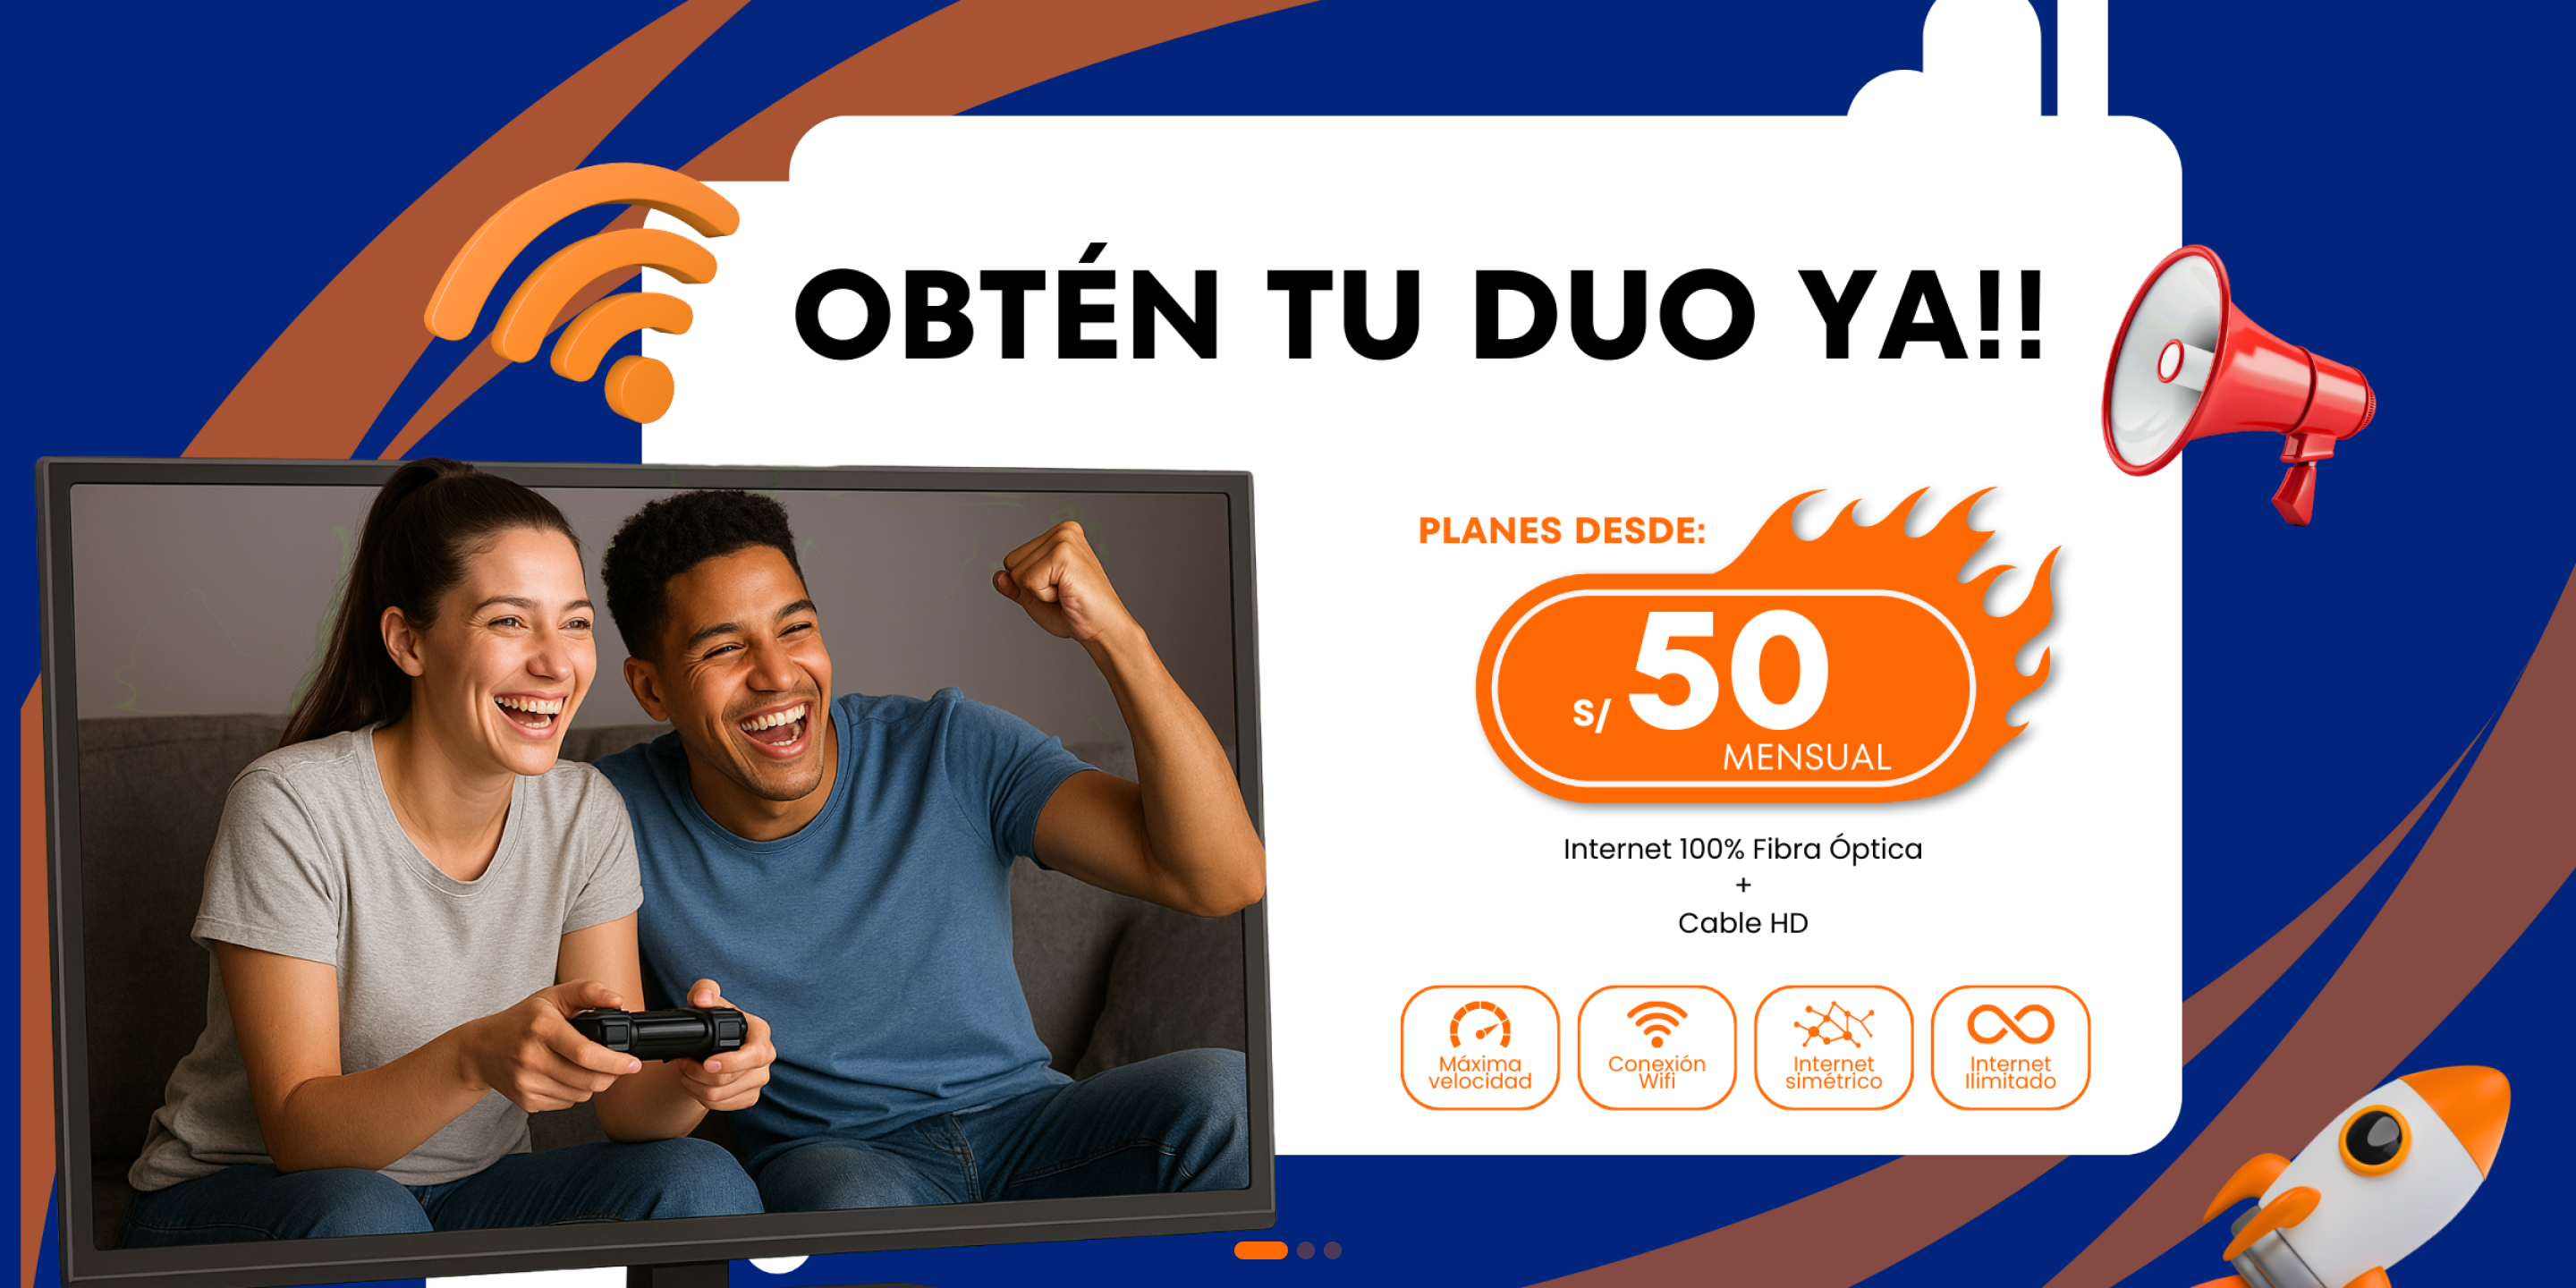 OBTÉN TU DUO YA!!
PLANES DESDE:
S/ 50
MENSUAL
Internet 100% Fibra Óptica
+
Cable HD
Máxima
velocidad
Conexión
Wifi
Internet
simétrico
Internet
Ilimitado